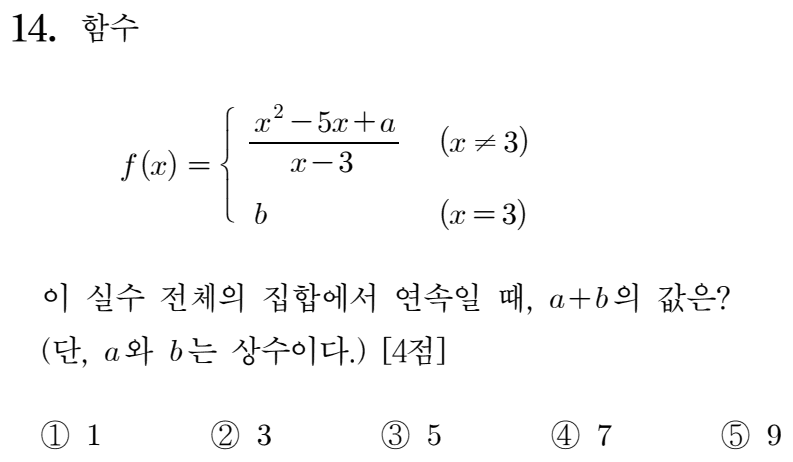 14. 함수
f(x) = { (x² − 5x + a)/(x − 3) (x ≠ 3)
b (x = 3)
이 실수 전체의 집합에서 연속일 때, a+b의 값은?
(단, a와 b는 상수이다.) [4점]
① 1 ② 3 ③ 5 ④ 7 ⑤ 9